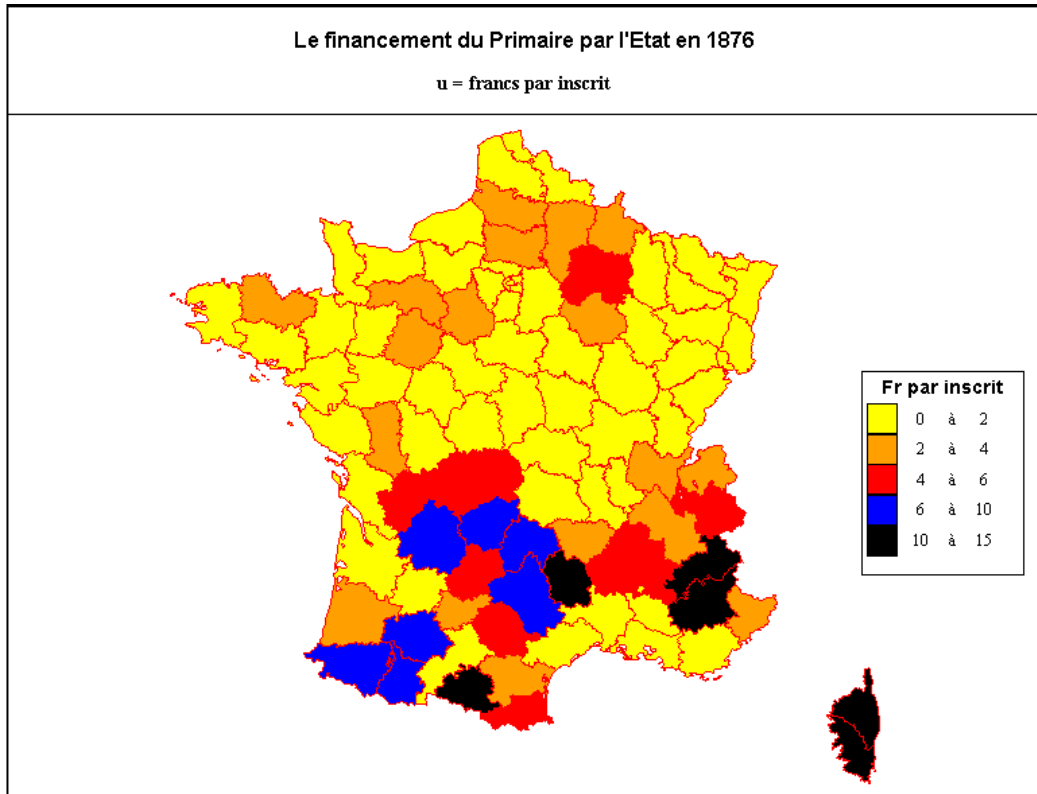 Le financement du Primaire par l'Etat en 1876
u = francs par inscrit
Fr par inscrit
0 à 2
2 à 4
4 à 6
6 à 10
10 à 15